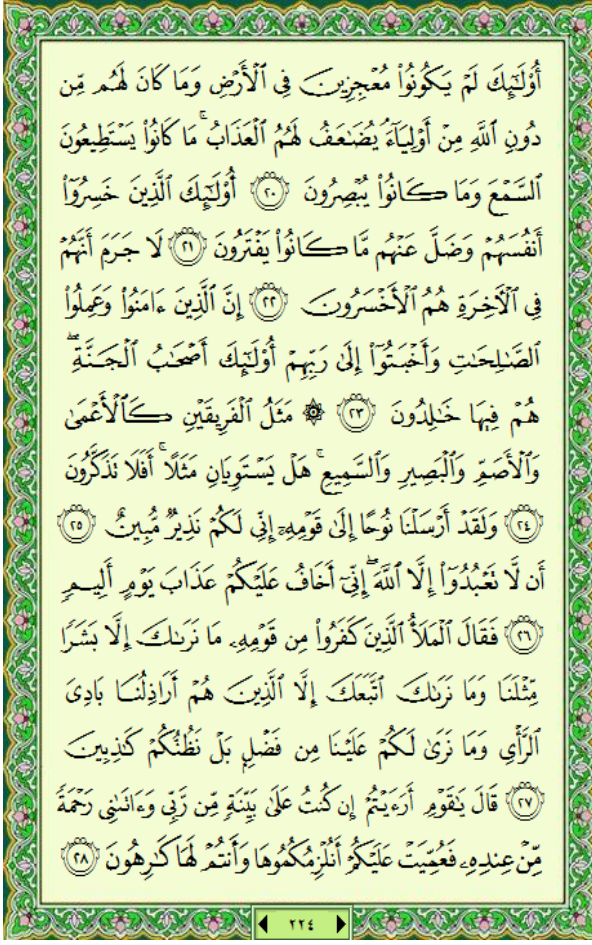 أُو۟لَـٰٓئِكَ لَمْ يَكُونُوا۟ مُعْجِزِينَ فِى ٱلْأَرْضِ وَمَا كَانَ لَهُم مِّن
دُونِ ٱللَّهِ مِنْ أَوْلِيَآءَ ۘ يُضَـٰعَفُ لَهُمُ ٱلْعَذَابُ ۚ مَا كَانُوا۟ يَسْتَطِيعُونَ
ٱلسَّمْعَ وَمَا كَانُوا۟ يُبْصِرُونَ ٢٠ أُو۟لَـٰٓئِكَ ٱلَّذِينَ خَسِرُوٓا۟
أَنفُسَهُمْ وَضَلَّ عَنْهُم مَّا كَانُوا۟ يَفْتَرُونَ ٢١ لَا جَرَمَ أَنَّهُمْ
فِى ٱلْـَٔاخِرَةِ هُمُ ٱلْأَخْسَرُونَ ٢٢ إِنَّ ٱلَّذِينَ ءَامَنُوا۟ وَعَمِلُوا۟
ٱلصَّـٰلِحَـٰتِ وَأَخْبَتُوٓا۟ إِلَىٰ رَبِّهِمْ أُو۟لَـٰٓئِكَ أَصْحَـٰبُ ٱلْجَنَّةِ ۖ
هُمْ فِيهَا خَـٰلِدُونَ ٢٣ ۞ مَثَلُ ٱلْفَرِيقَيْنِ كَٱلْأَعْمَىٰ
وَٱلْأَصَمِّ وَٱلْبَصِيرِ وَٱلسَّمِيعِ ۚ هَلْ يَسْتَوِيَانِ مَثَلًا ۚ أَفَلَا تَذَكَّرُونَ
٢٤ وَلَقَدْ أَرْسَلْنَا نُوحًا إِلَىٰ قَوْمِهِۦٓ إِنِّى لَكُمْ نَذِيرٌ مُّبِينٌ ٢٥
أَن لَّا تَعْبُدُوٓا۟ إِلَّا ٱللَّهَ ۖ إِنِّىٓ أَخَافُ عَلَيْكُمْ عَذَابَ يَوْمٍ أَلِيمٍ
٢٦ فَقَالَ ٱلْمَلَأُ ٱلَّذِينَ كَفَرُوا۟ مِن قَوْمِهِۦ مَا نَرَىٰكَ إِلَّا بَشَرًا
مِّثْلَنَا وَمَا نَرَىٰكَ ٱتَّبَعَكَ إِلَّا ٱلَّذِينَ هُمْ أَرَاذِلُنَا بَادِىَ
ٱلرَّأْىِ وَمَا نَرَىٰ لَكُمْ عَلَيْنَا مِن فَضْلٍۭ بَلْ نَظُنُّكُمْ كَـٰذِبِينَ
٢٧ قَالَ يَـٰقَوْمِ أَرَءَيْتُمْ إِن كُنتُ عَلَىٰ بَيِّنَةٍ مِّن رَّبِّى وَءَاتَىٰنِى رَحْمَةً
مِّنْ عِندِهِۦ فَعُمِّيَتْ عَلَيْكُمْ أَنُلْزِمُكُمُوهَا وَأَنتُمْ لَهَا كَـٰرِهُونَ ٢٨
٢٢٤